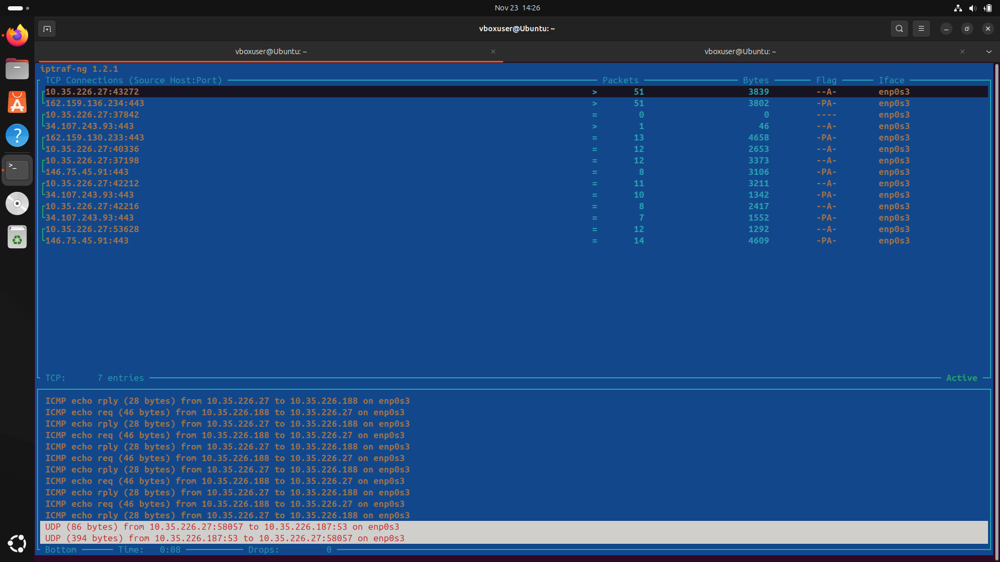 Nov 23 14:26
vboxuser@Ubuntu: ~
vboxuser@Ubuntu: ~
vboxuser@Ubuntu: ~
iptraf-ng 1.2.1
TCP Connections (Source Host:Port) Packets Bytes Flag Iface
10.35.226.27:43272 > 51 3839 --A- enp0s3
162.159.136.234:443 > 51 3802 -PA- enp0s3
10.35.226.27:37842 = 0 0 ---- enp0s3
34.107.243.93:443 > 1 46 --A- enp0s3
162.159.130.233:443 = 13 4658 -PA- enp0s3
10.35.226.27:40336 = 12 2653 --A- enp0s3
10.35.226.27:37198 = 12 3373 --A- enp0s3
146.75.45.91:443 = 8 3106 -PA- enp0s3
10.35.226.27:42212 = 11 3211 --A- enp0s3
34.107.243.93:443 = 10 1342 -PA- enp0s3
10.35.226.27:42216 = 8 2417 --A- enp0s3
34.107.243.93:443 = 7 1552 -PA- enp0s3
10.35.226.27:53628 = 12 1292 --A- enp0s3
146.75.45.91:443 = 14 4609 -PA- enp0s3
TCP: 7 entries Active
ICMP echo rply (28 bytes) from 10.35.226.27 to 10.35.226.188 on enp0s3
ICMP echo req (46 bytes) from 10.35.226.188 to 10.35.226.27 on enp0s3
ICMP echo rply (28 bytes) from 10.35.226.27 to 10.35.226.188 on enp0s3
ICMP echo req (46 bytes) from 10.35.226.188 to 10.35.226.27 on enp0s3
ICMP echo rply (28 bytes) from 10.35.226.27 to 10.35.226.188 on enp0s3
ICMP echo req (46 bytes) from 10.35.226.188 to 10.35.226.27 on enp0s3
ICMP echo rply (28 bytes) from 10.35.226.27 to 10.35.226.188 on enp0s3
ICMP echo req (46 bytes) from 10.35.226.188 to 10.35.226.27 on enp0s3
ICMP echo rply (28 bytes) from 10.35.226.27 to 10.35.226.188 on enp0s3
ICMP echo req (46 bytes) from 10.35.226.188 to 10.35.226.27 on enp0s3
ICMP echo rply (28 bytes) from 10.35.226.27 to 10.35.226.188 on enp0s3
UDP (86 bytes) from 10.35.226.27:58057 to 10.35.226.187:53 on enp0s3
UDP (394 bytes) from 10.35.226.187:53 to 10.35.226.27:58057 on enp0s3
Bottom Time: 0:08 Drops: 0